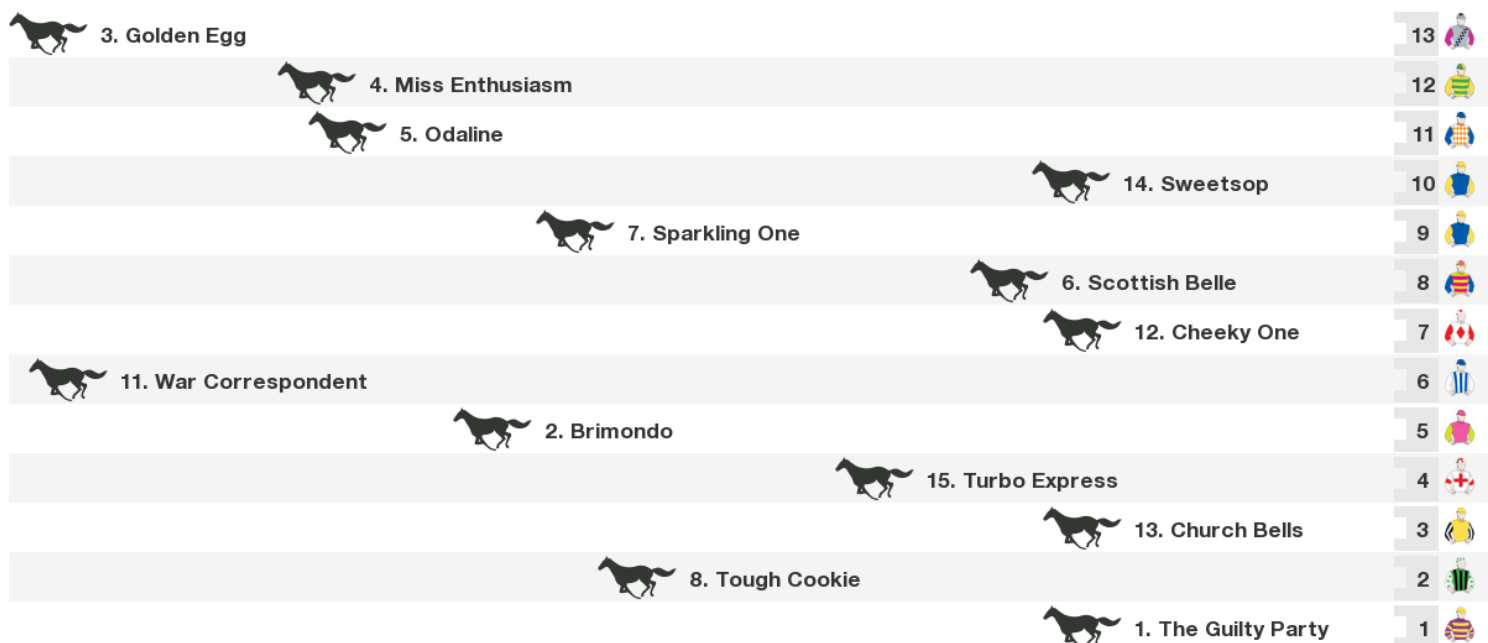 3. Golden Egg 13
4. Miss Enthusiasm 12
5. Odaline 11
14. Sweetsop 10
7. Sparkling One 9
6. Scottish Belle 8
12. Cheeky One 7
11. War Correspondent 6
2. Brimondo 5
15. Turbo Express 4
13. Church Bells 3
8. Tough Cookie 2
1. The Guilty Party 1